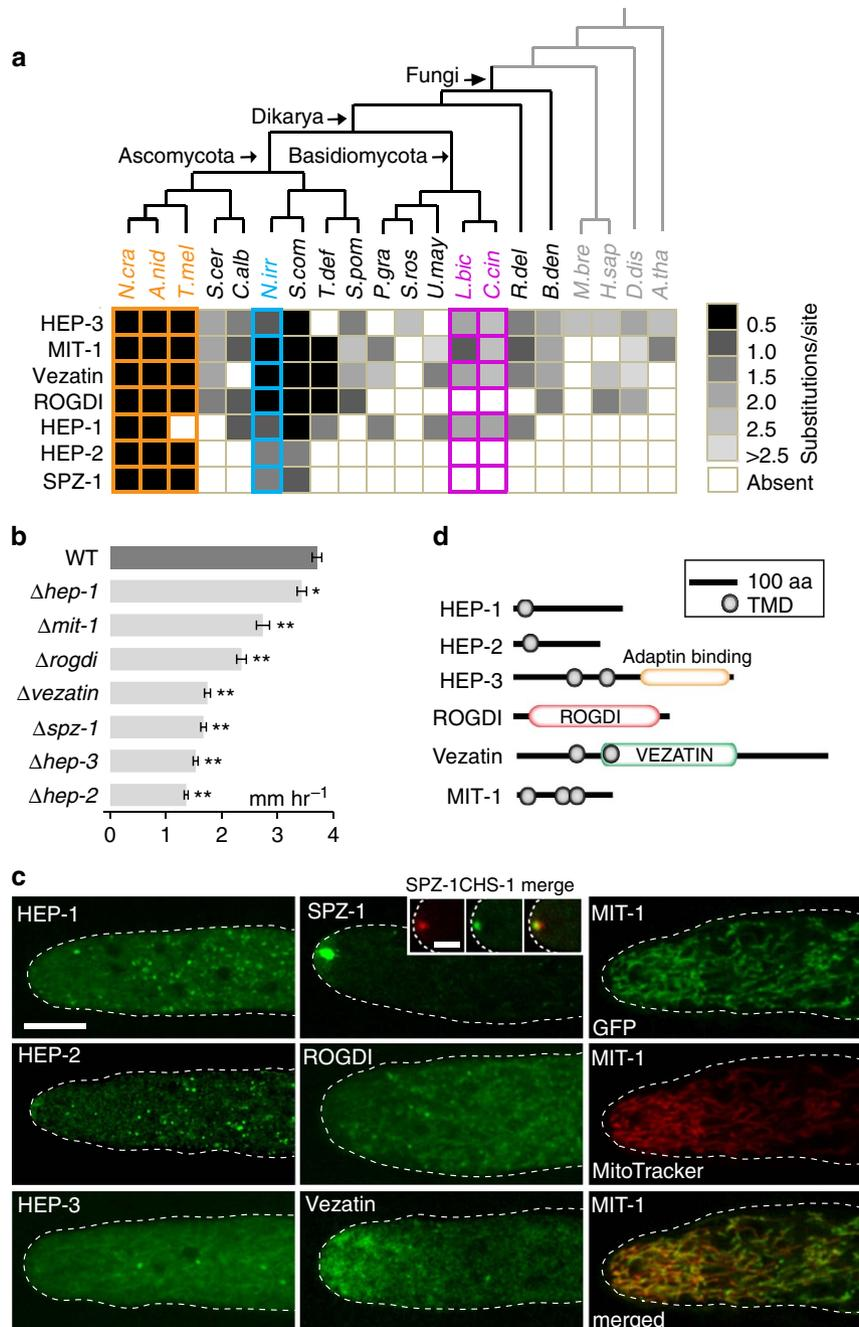 a
Fungi
Dikarya
Ascomycota
Basidiomycota
N.cra
A.nid
T.mel
S.cer
C.alb
N.irr
S.com
T.def
S.pom
P.gra
S.ros
U.may
L.bic
C.cin
R.del
B.den
M.bre
H.sap
D.dis
A.tha
HEP-3
MIT-1
Vezatin
ROGDI
HEP-1
HEP-2
SPZ-1
0.5
1.0
1.5
2.0
2.5
>2.5
Absent
Substitutions/site
b
WT
Δhep-1 *
Δmit-1 **
Δrogdi **
Δvezatin **
Δspz-1 **
Δhep-3 **
Δhep-2 **
mm hr⁻¹
0 1 2 3 4
d
100 aa
TMD
HEP-1
HEP-2
Adaptin binding
HEP-3
ROGDI ROGDI
Vezatin VEZATIN
MIT-1
c
SPZ-1CHS-1 merge
HEP-1
SPZ-1
MIT-1
GFP
HEP-2
ROGDI
MIT-1
MitoTracker
HEP-3
Vezatin
MIT-1
merged